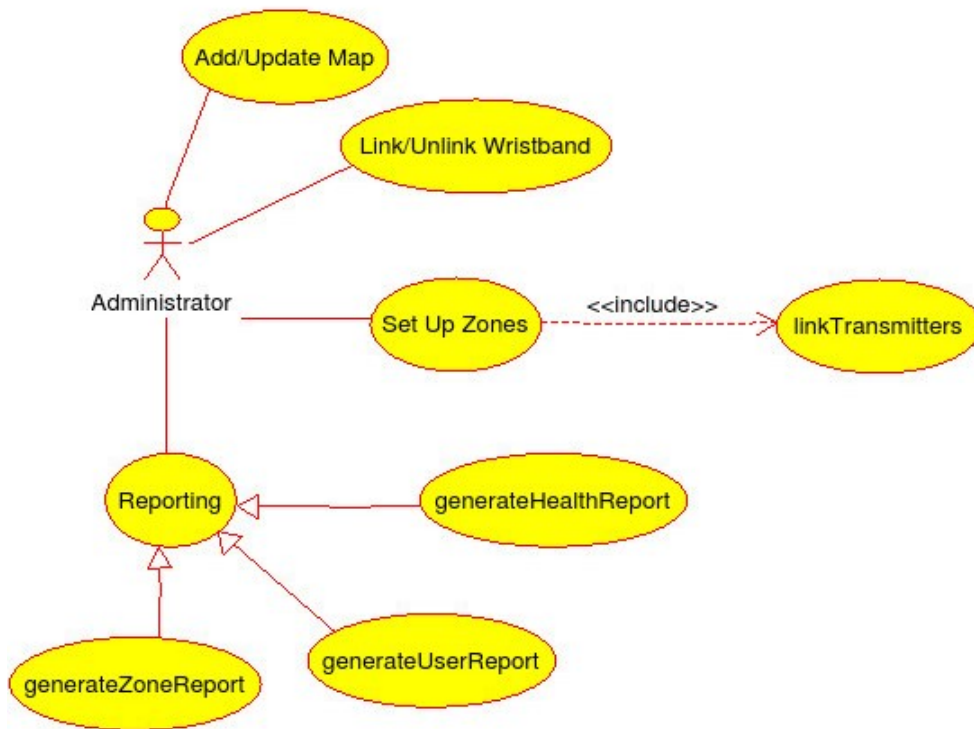 Add/Update Map
Link/Unlink Wristband
Administrator
Set Up Zones
<<include>>
linkTransmitters
Reporting
generateHealthReport
generateUserReport
generateZoneReport